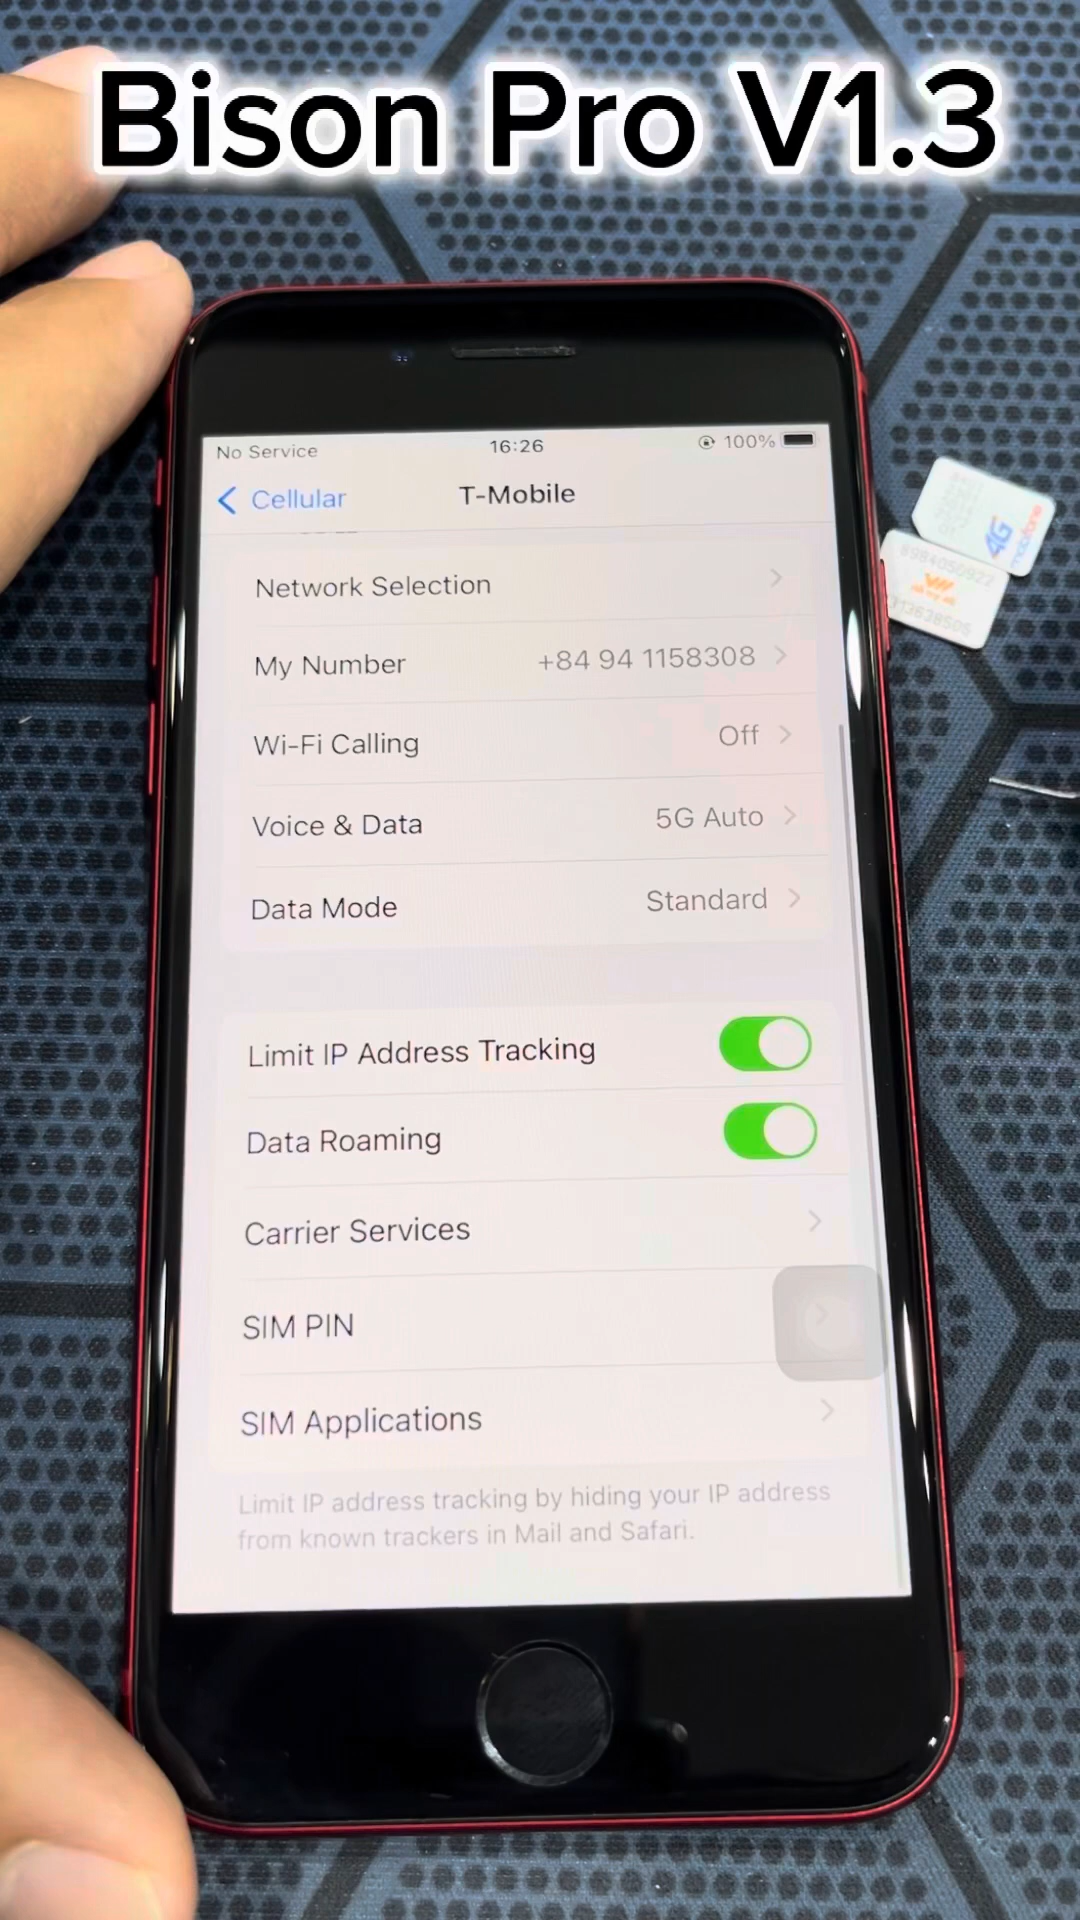 Bison Pro V1.3
No Service 16:26 100%
Cellular T-Mobile
Network Selection
My Number +84 94 1158308
Wi-Fi Calling Off
Voice & Data 5G Auto
Data Mode Standard
Limit IP Address Tracking
Data Roaming
Carrier Services
SIM PIN
SIM Applications
Limit IP address tracking by hiding your IP address
from known trackers in Mail and Safari.
4G
mobifone
8984050922
313638505